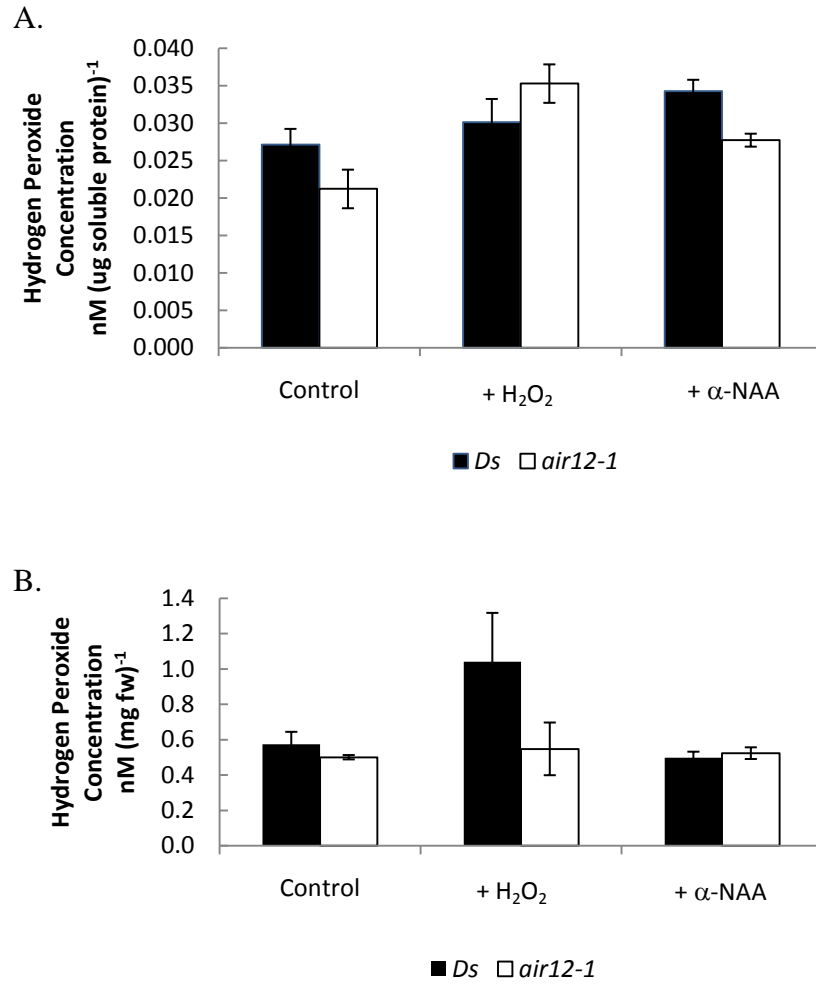 A.
Hydrogen Peroxide
Concentration
nM (ug soluble protein)⁻¹
0.040
0.035
0.030
0.025
0.020
0.015
0.010
0.005
0.000
Control
+ H₂O₂
+ α-NAA
Ds air12-1
B.
Hydrogen Peroxide
Concentration
nM (mg fw)⁻¹
1.4
1.2
1.0
0.8
0.6
0.4
0.2
0.0
Control
+ H₂O₂
+ α-NAA
Ds air12-1